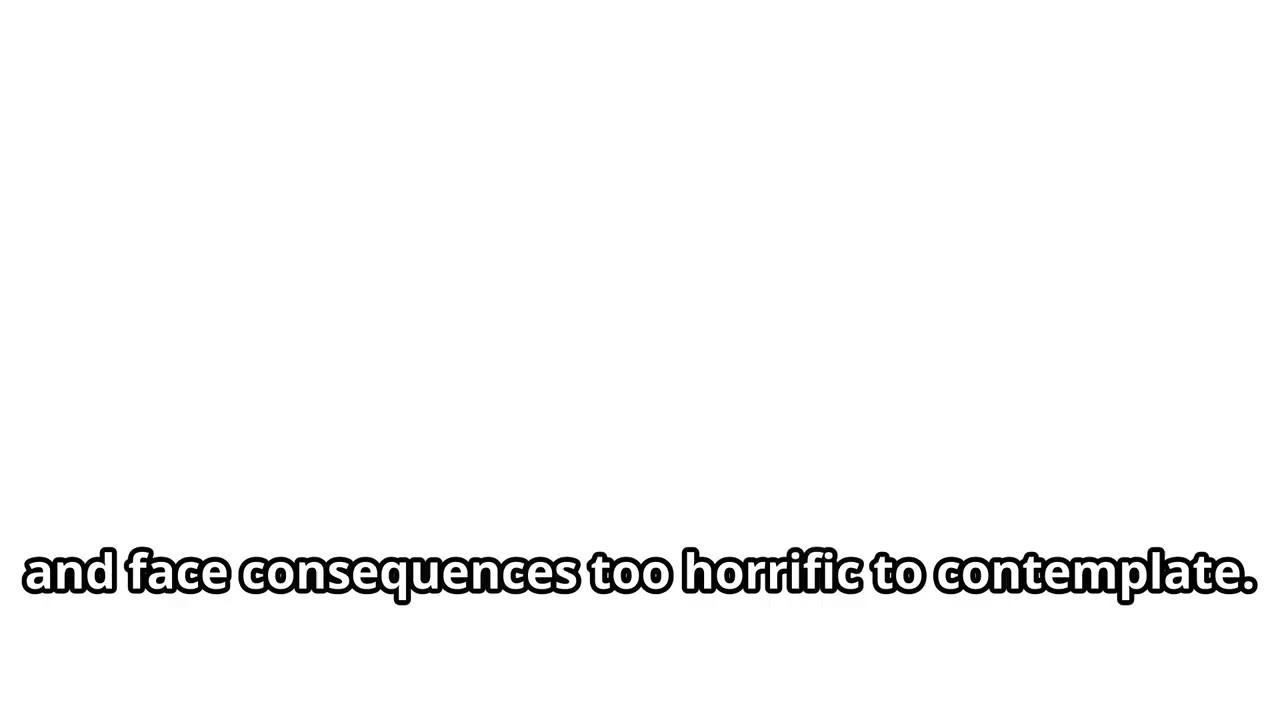 and face consequences too horrific to contemplate.